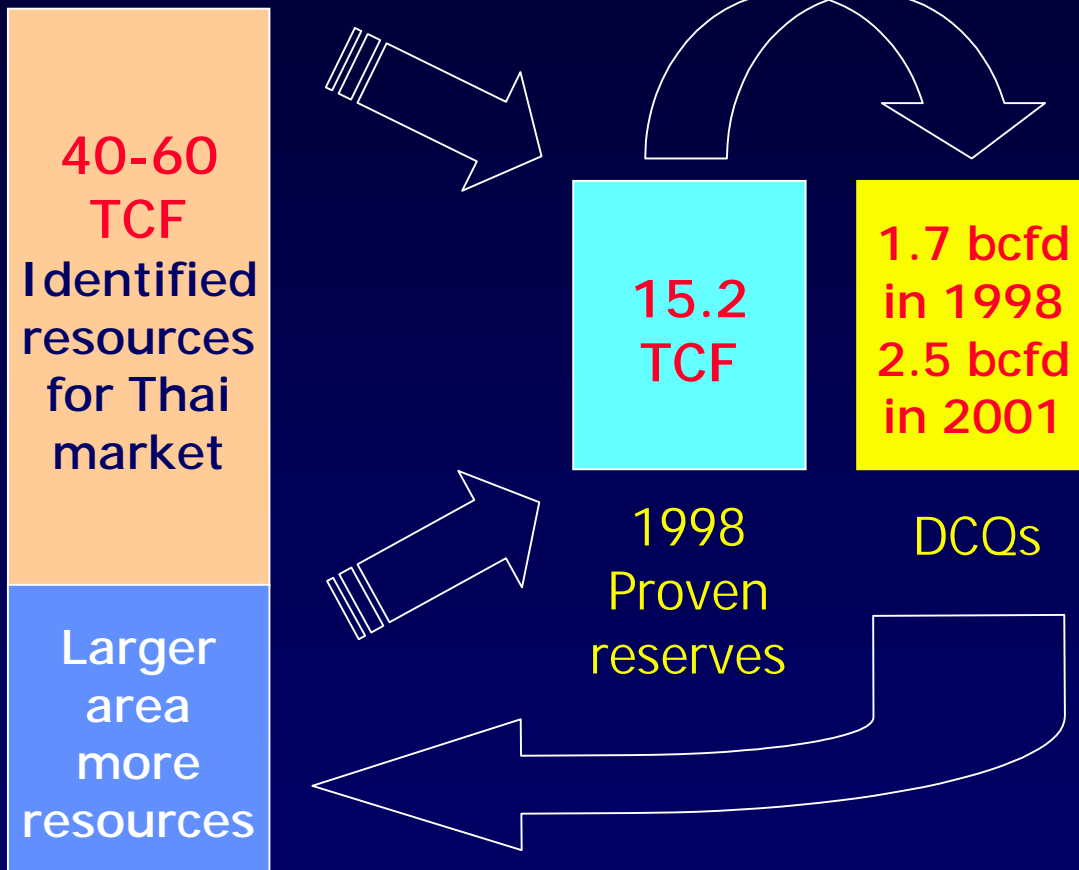 40-60
TCF
Identified
resources
for Thai
market
Larger
area
more
resources
15.2
TCF
1998
Proven
reserves
1.7 bcfd
in 1998
2.5 bcfd
in 2001
DCQs